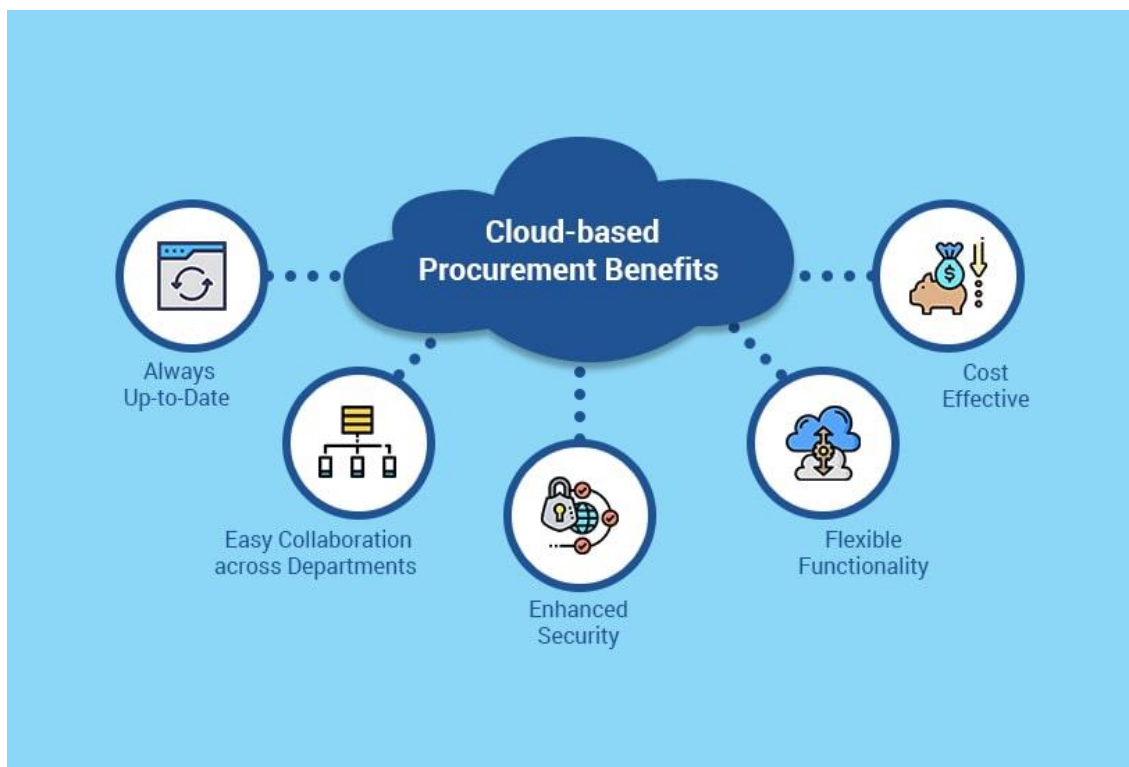 Cloud-based
Procurement Benefits
Always
Up-to-Date
Easy Collaboration
across Departments
Enhanced
Security
Flexible
Functionality
Cost
Effective
$